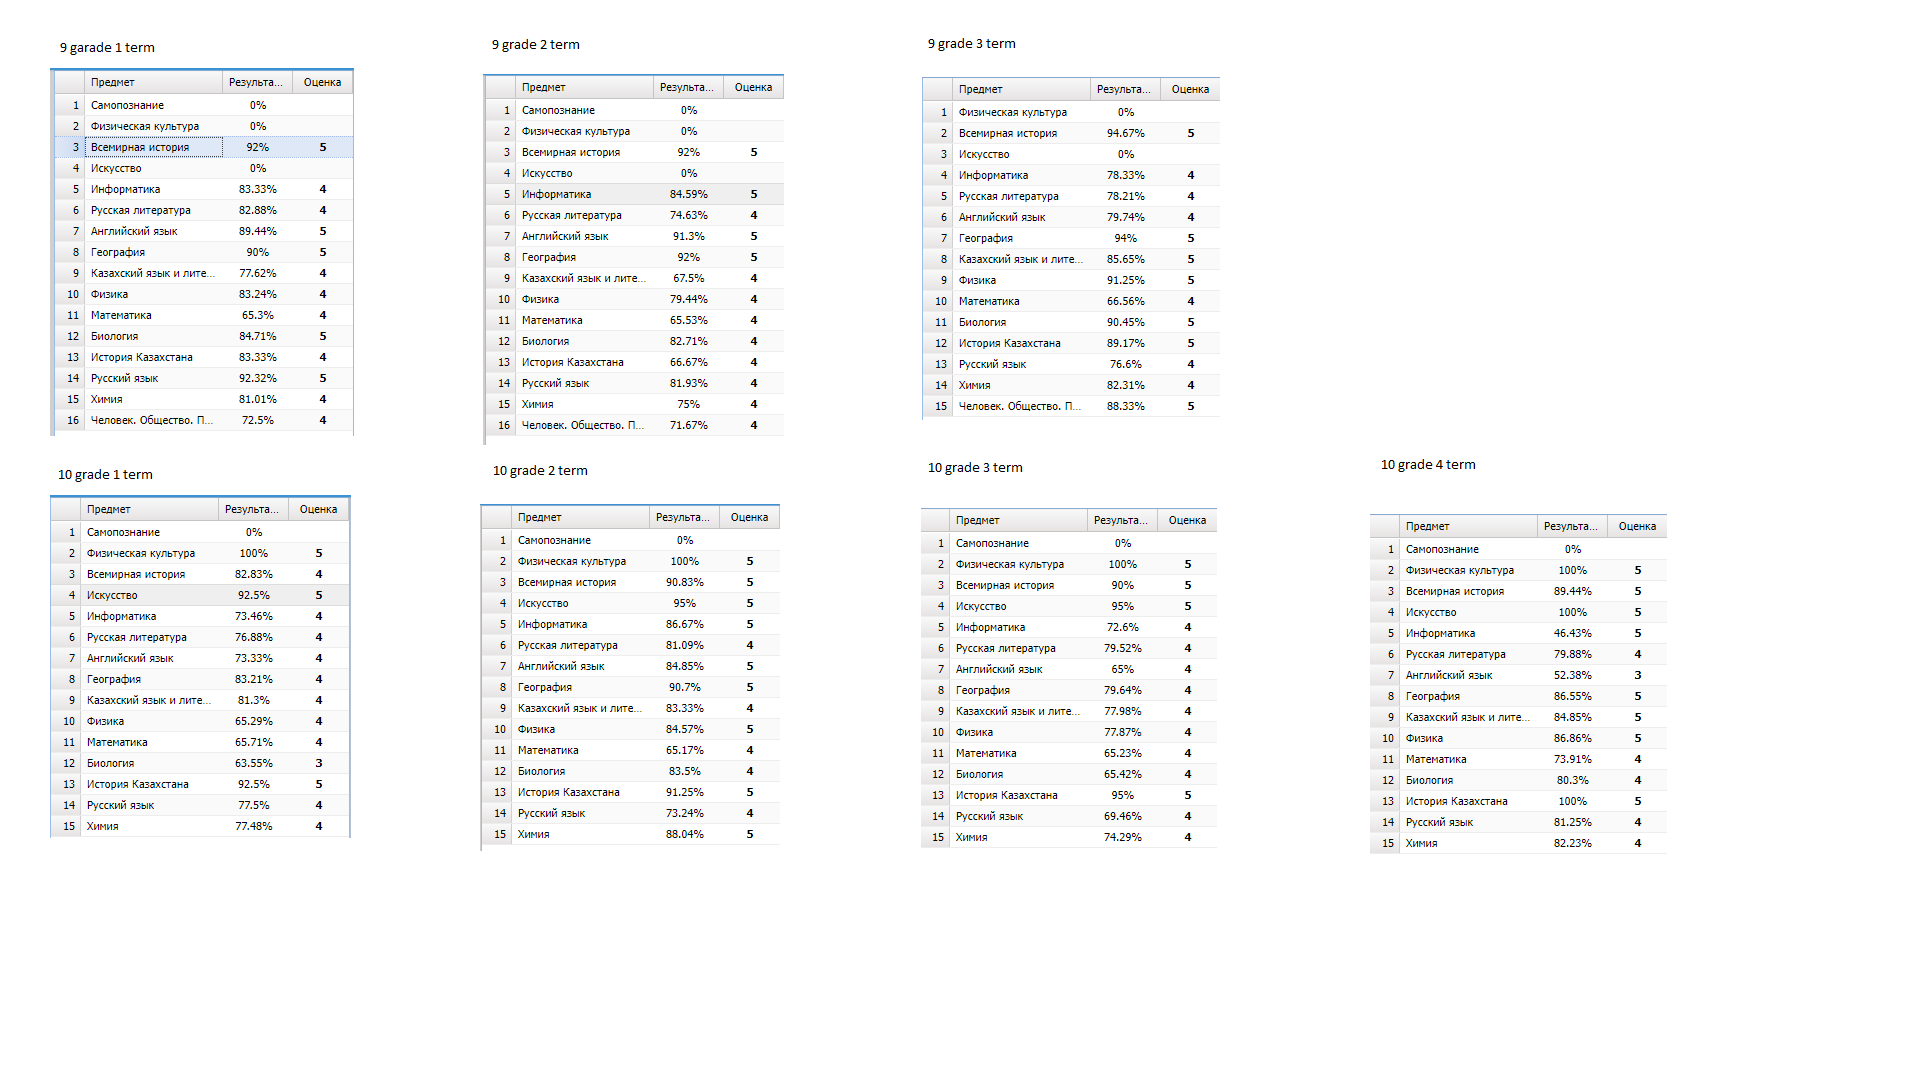 9 garade 1 term
Предмет Результа... Оценка
1 Самопознание 0%
2 Физическая культура 0%
3 Всемирная история 92% 5
4 Искусство 0%
5 Информатика 83.33% 4
6 Русская литература 82.88% 4
7 Английский язык 89.44% 5
8 География 90% 5
9 Казахский язык и лите... 77.62% 4
10 Физика 83.24% 4
11 Математика 65.3% 4
12 Биология 84.71% 5
13 История Казахстана 83.33% 4
14 Русский язык 92.32% 5
15 Химия 81.01% 4
16 Человек. Общество. П... 72.5% 4
9 grade 2 term
Предмет Результа... Оценка
1 Самопознание 0%
2 Физическая культура 0%
3 Всемирная история 92% 5
4 Искусство 0%
5 Информатика 84.59% 5
6 Русская литература 74.63% 4
7 Английский язык 91.3% 5
8 География 92% 5
9 Казахский язык и лите... 67.5% 4
10 Физика 79.44% 4
11 Математика 65.53% 4
12 Биология 82.71% 4
13 История Казахстана 66.67% 4
14 Русский язык 81.93% 4
15 Химия 75% 4
16 Человек. Общество. П... 71.67% 4
9 grade 3 term
Предмет Результа... Оценка
1 Физическая культура 0%
2 Всемирная история 94.67% 5
3 Искусство 0%
4 Информатика 78.33% 4
5 Русская литература 78.21% 4
6 Английский язык 79.74% 4
7 География 94% 5
8 Казахский язык и лите... 85.65% 5
9 Физика 91.25% 5
10 Математика 66.56% 4
11 Биология 90.45% 5
12 История Казахстана 89.17% 5
13 Русский язык 76.6% 4
14 Химия 82.31% 4
15 Человек. Общество. П... 88.33% 5
10 grade 1 term
Предмет Результа... Оценка
1 Самопознание 0%
2 Физическая культура 100% 5
3 Всемирная история 82.83% 4
4 Искусство 92.5% 5
5 Информатика 73.46% 4
6 Русская литература 76.88% 4
7 Английский язык 73.33% 4
8 География 83.21% 4
9 Казахский язык и лите... 81.3% 4
10 Физика 65.29% 4
11 Математика 65.71% 4
12 Биология 63.55% 3
13 История Казахстана 92.5% 5
14 Русский язык 77.5% 4
15 Химия 77.48% 4
10 grade 2 term
Предмет Результа... Оценка
1 Самопознание 0%
2 Физическая культура 100% 5
3 Всемирная история 90.83% 5
4 Искусство 95% 5
5 Информатика 86.67% 5
6 Русская литература 81.09% 4
7 Английский язык 84.85% 5
8 География 90.7% 5
9 Казахский язык и лите... 83.33% 4
10 Физика 84.57% 5
11 Математика 65.17% 4
12 Биология 83.5% 4
13 История Казахстана 91.25% 5
14 Русский язык 73.24% 4
15 Химия 88.04% 5
10 grade 3 term
Предмет Результа... Оценка
1 Самопознание 0%
2 Физическая культура 100% 5
3 Всемирная история 90% 5
4 Искусство 95% 5
5 Информатика 72.6% 4
6 Русская литература 79.52% 4
7 Английский язык 65% 4
8 География 79.64% 4
9 Казахский язык и лите... 77.98% 4
10 Физика 77.87% 4
11 Математика 65.23% 4
12 Биология 65.42% 4
13 История Казахстана 95% 5
14 Русский язык 69.46% 4
15 Химия 74.29% 4
10 grade 4 term
Предмет Результа... Оценка
1 Самопознание 0%
2 Физическая культура 100% 5
3 Всемирная история 89.44% 5
4 Искусство 100% 5
5 Информатика 46.43% 5
6 Русская литература 79.88% 4
7 Английский язык 52.38% 3
8 География 86.55% 5
9 Казахский язык и лите... 84.85% 5
10 Физика 86.86% 5
11 Математика 73.91% 4
12 Биология 80.3% 4
13 История Казахстана 100% 5
14 Русский язык 81.25% 4
15 Химия 82.23% 4